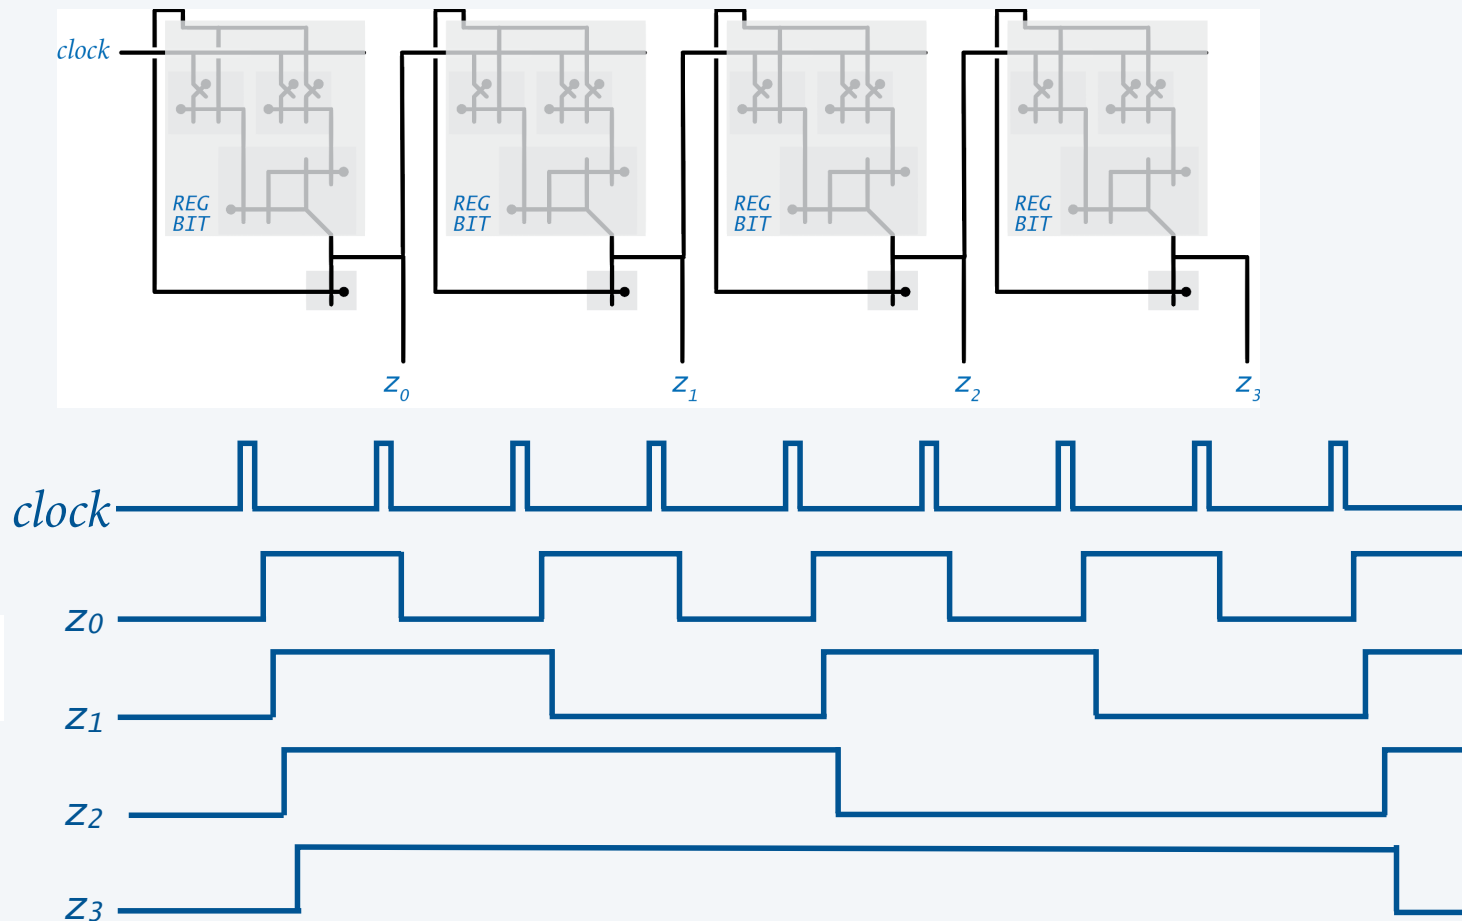 clock
REG
BIT
REG
BIT
REG
BIT
REG
BIT
z0
z1
z2
z3
clock
z0
z1
z2
z3